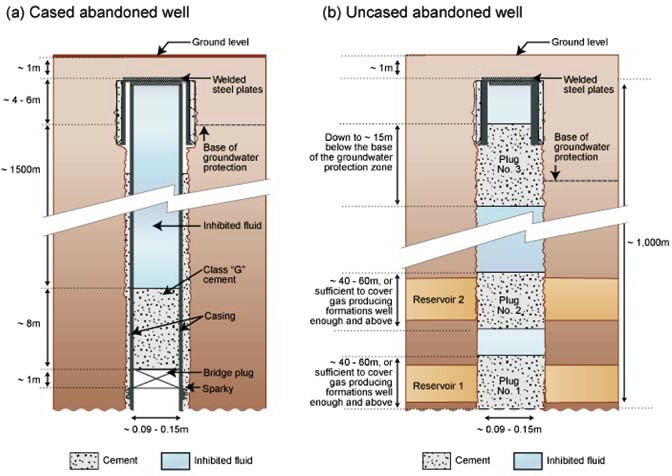 (a) Cased abandoned well
Ground level
~ 1m
Welded
steel plates
~ 4 - 6m
Base of
groundwater
protection
~ 1500m
Inhibited fluid
Class "G"
cement
Casing
~ 8m
Bridge plug
~ 1m
Sparky
~ 0.09 - 0.15m
Cement
Inhibited fluid
(b) Uncased abandoned well
Ground level
~ 1m
Welded
steel plates
Down to ~ 15m
below the base
of the groundwater
protection zone
Base of
groundwater
protection
Plug
No. 3
~ 1,000m
~ 40 - 60m, or
sufficient to cover
gas producing
formations well
enough and above
Reservoir 2
Plug
No. 2
~ 40 - 60m, or
sufficient to cover
gas producing
formations well
enough and above
Reservoir 1
Plug
No. 1
~ 0.09 - 0.15m
Cement
Inhibited fluid